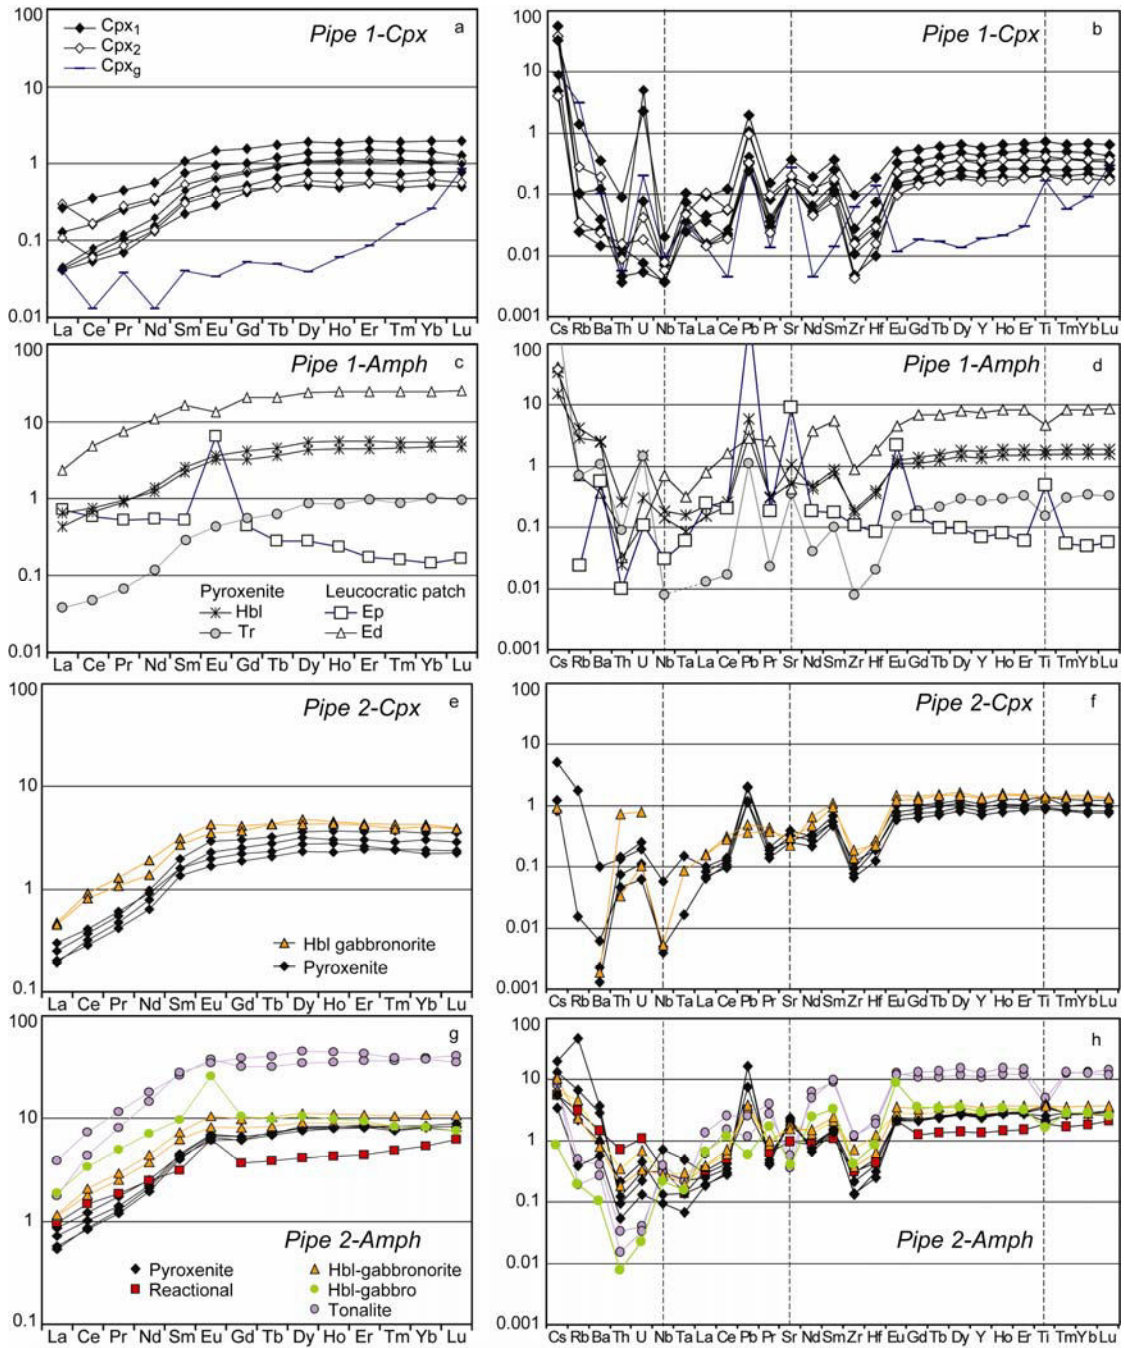 100
10
1
0.1
0.01
Pipe 1-Cpx
a
Cpx1
Cpx2
Cpxg
La Ce Pr Nd Sm Eu Gd Tb Dy Ho Er Tm Yb Lu
100
10
1
0.1
0.01
0.001
Pipe 1-Cpx
b
Cs Rb Ba Th U Nb Ta La Ce Pb Pr Sr Nd Sm Zr Hf Eu Gd Tb Dy Y Ho Er Ti Tm Yb Lu
100
10
1
0.1
0.01
Pipe 1-Amph
c
Pyroxenite
Hbl
Tr
Leucocratic patch
Ep
Ed
La Ce Pr Nd Sm Eu Gd Tb Dy Ho Er Tm Yb Lu
100
10
1
0.1
0.01
0.001
Pipe 1-Amph
d
Cs Rb Ba Th U Nb Ta La Ce Pb Pr Sr Nd Sm Zr Hf Eu Gd Tb Dy Y Ho Er Ti Tm Yb Lu
100
10
1
0.1
Pipe 2-Cpx
e
Hbl gabbronorite
Pyroxenite
La Ce Pr Nd Sm Eu Gd Tb Dy Ho Er Tm Yb Lu
100
10
1
0.1
0.01
0.001
Pipe 2-Cpx
f
Cs Rb Ba Th U Nb Ta La Ce Pb Pr Sr Nd Sm Zr Hf Eu Gd Tb Dy Y Ho Er Ti Tm Yb Lu
100
10
1
0.1
g
Pipe 2-Amph
Pyroxenite
Reactional
Hbl-gabbronorite
Hbl-gabbro
Tonalite
La Ce Pr Nd Sm Eu Gd Tb Dy Ho Er Tm Yb Lu
100
10
1
0.1
0.01
0.001
h
Pipe 2-Amph
Cs Rb Ba Th U Nb Ta La Ce Pb Pr Sr Nd Sm Zr Hf Eu Gd Tb Dy Y Ho Er Ti Tm Yb Lu